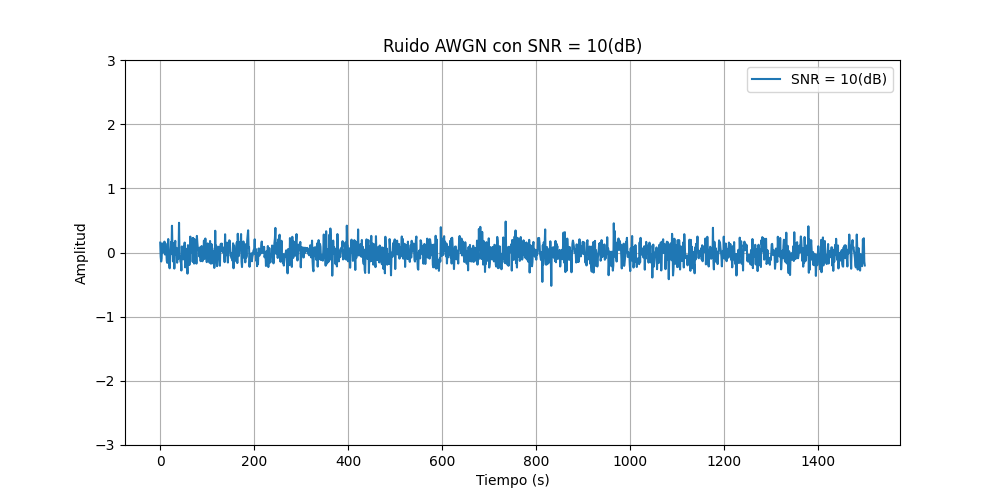 Ruido AWGN con SNR = 10(dB)
SNR = 10(dB)
3
2
1
0
−1
−2
−3
Amplitud
0 200 400 600 800 1000 1200 1400
Tiempo (s)